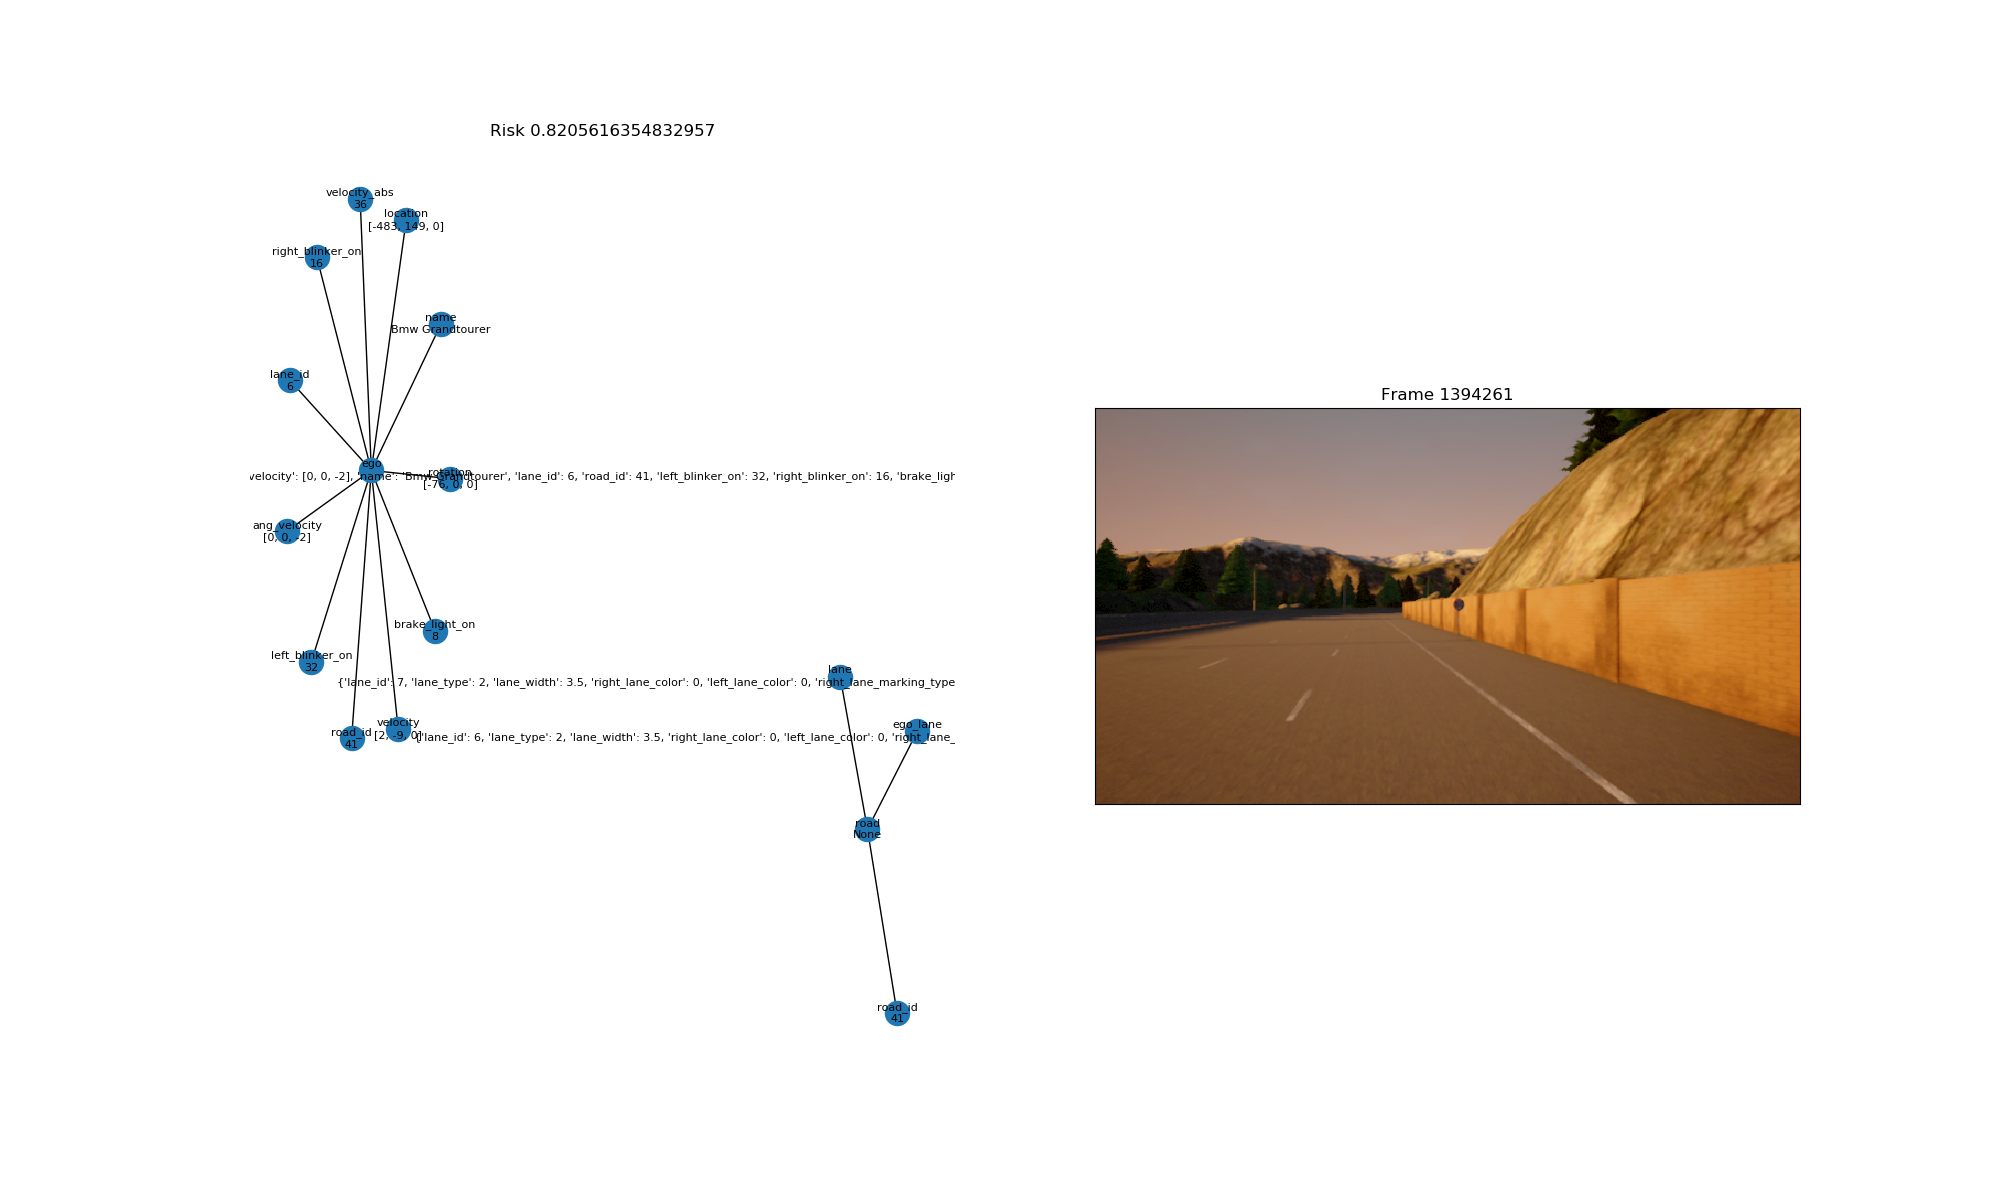 Risk 0.8205616354832957
velocity_abs
36
location
[-483, 149, 0]
right_blinker_on
16
name
Bmw Grandtourer
lane_id
6
ego
velocity': [0, 0, -2], 'name': 'Bmw Grandtourer', 'lane_id': 6, 'road_id': 41, 'left_blinker_on': 32, 'right_blinker_on': 16, 'brake_ligh
rotation
[-76, 0, 0]
ang_velocity
[0, 0, -2]
brake_light_on
8
left_blinker_on
32
lane
{'lane_id': 7, 'lane_type': 2, 'lane_width': 3.5, 'right_lane_color': 0, 'left_lane_color': 0, 'right_lane_marking_type
velocity
[2, -9, 0]
road_id
41
ego_lane
{'lane_id': 6, 'lane_type': 2, 'lane_width': 3.5, 'right_lane_color': 0, 'left_lane_color': 0, 'right_lane_
road
None
road_id
41
Frame 1394261